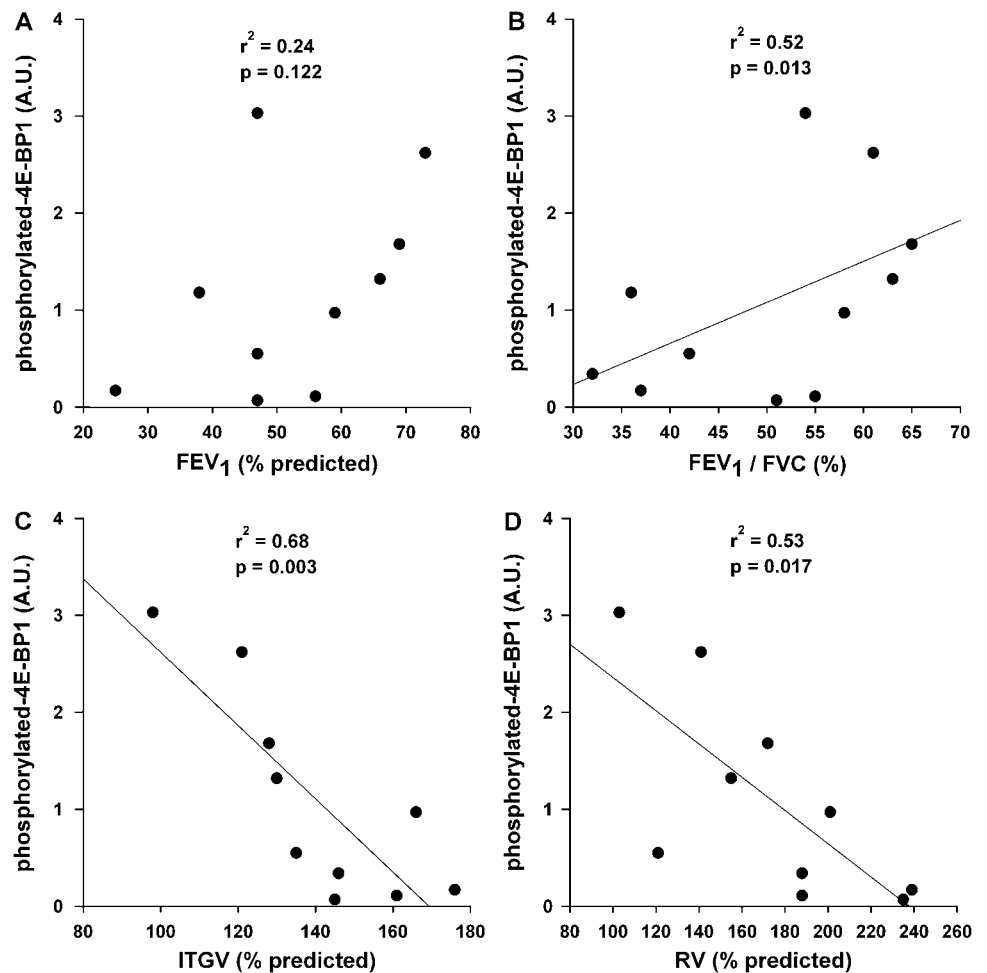 A
phosphorylated-4E-BP1 (A.U.)
4
3
2
1
0
r² = 0.24
p = 0.122
20 30 40 50 60 70 80
FEV₁ (% predicted)
B
phosphorylated-4E-BP1 (A.U.)
4
3
2
1
0
r² = 0.52
p = 0.013
30 35 40 45 50 55 60 65 70
FEV₁ / FVC (%)
C
phosphorylated-4E-BP1 (A.U.)
4
3
2
1
0
r² = 0.68
p = 0.003
80 100 120 140 160 180
ITGV (% predicted)
D
phosphorylated-4E-BP1 (A.U.)
4
3
2
1
0
r² = 0.53
p = 0.017
80 100 120 140 160 180 200 220 240 260
RV (% predicted)